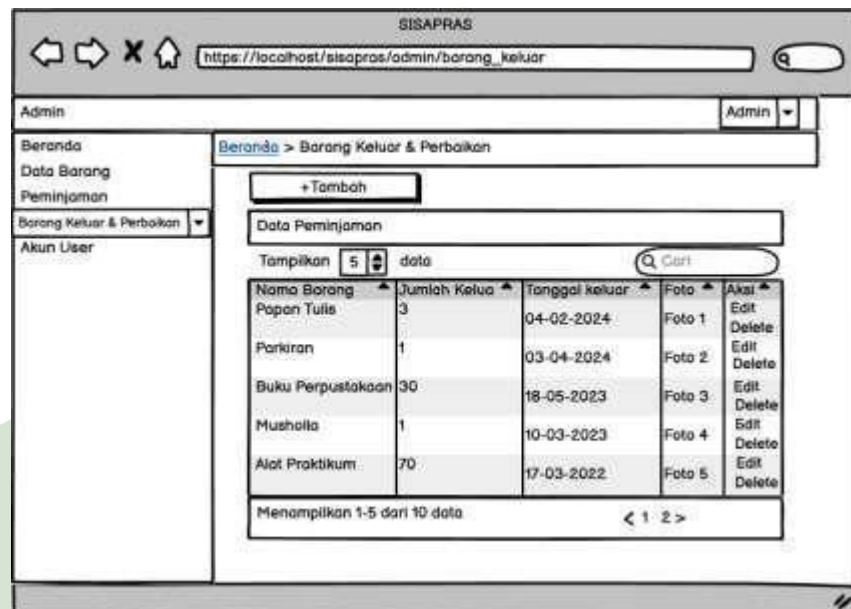 SISAPRAS
https://localhost/sisapras/admin/barang_keluar
Admin
Admin
Beranda
Data Barang
Peminjaman
Barang Keluar & Perbaikan
Akun User
Beranda > Barang Keluar & Perbaikan
+Tambah
Data Peminjaman
Tampilkan 5 data
Cari
Nama Barang Jumlah Kelua Tanggal keluar Foto Aksi
Papan Tulis 3 04-02-2024 Foto 1 Edit
Delete
Parkiran 1 03-04-2024 Foto 2 Edit
Delete
Buku Perpustakaan 30 18-05-2023 Foto 3 Edit
Delete
Musholla 1 10-03-2023 Foto 4 Edit
Delete
Alat Praktikum 70 17-03-2022 Foto 5 Edit
Delete
Menampilkan 1-5 dari 10 data
< 1 2 >